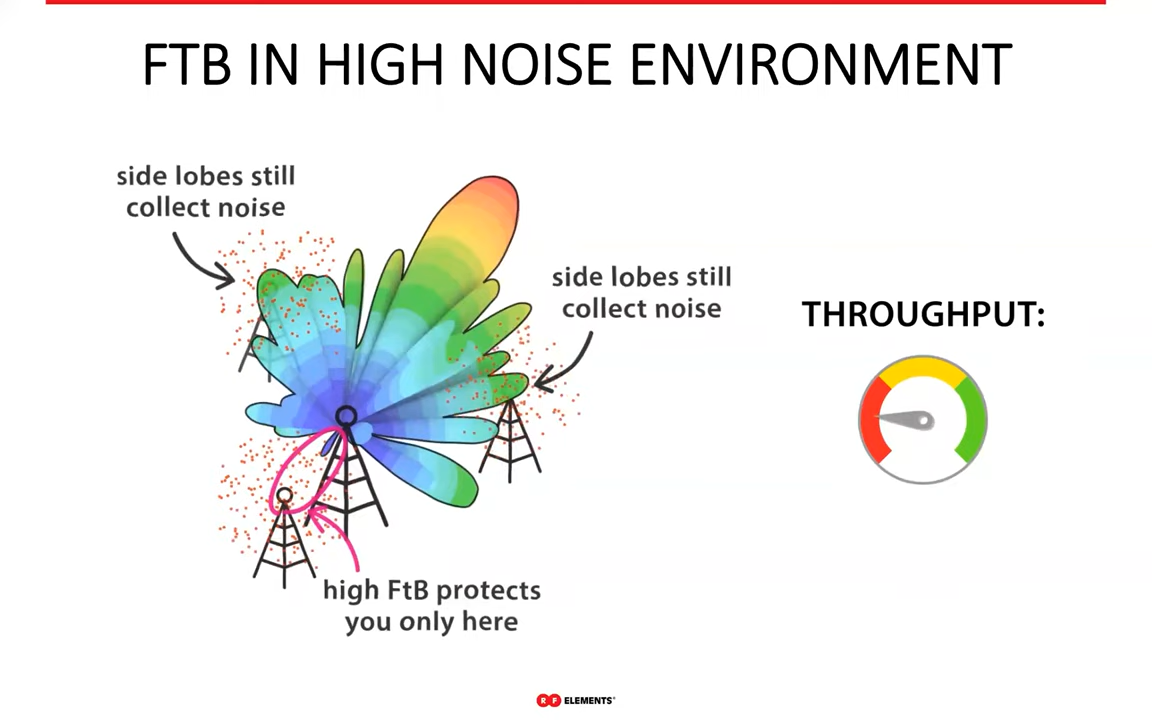 FTB IN HIGH NOISE ENVIRONMENT
side lobes still
collect noise
side lobes still
collect noise
THROUGHPUT:
high FtB protects
you only here
RF ELEMENTS